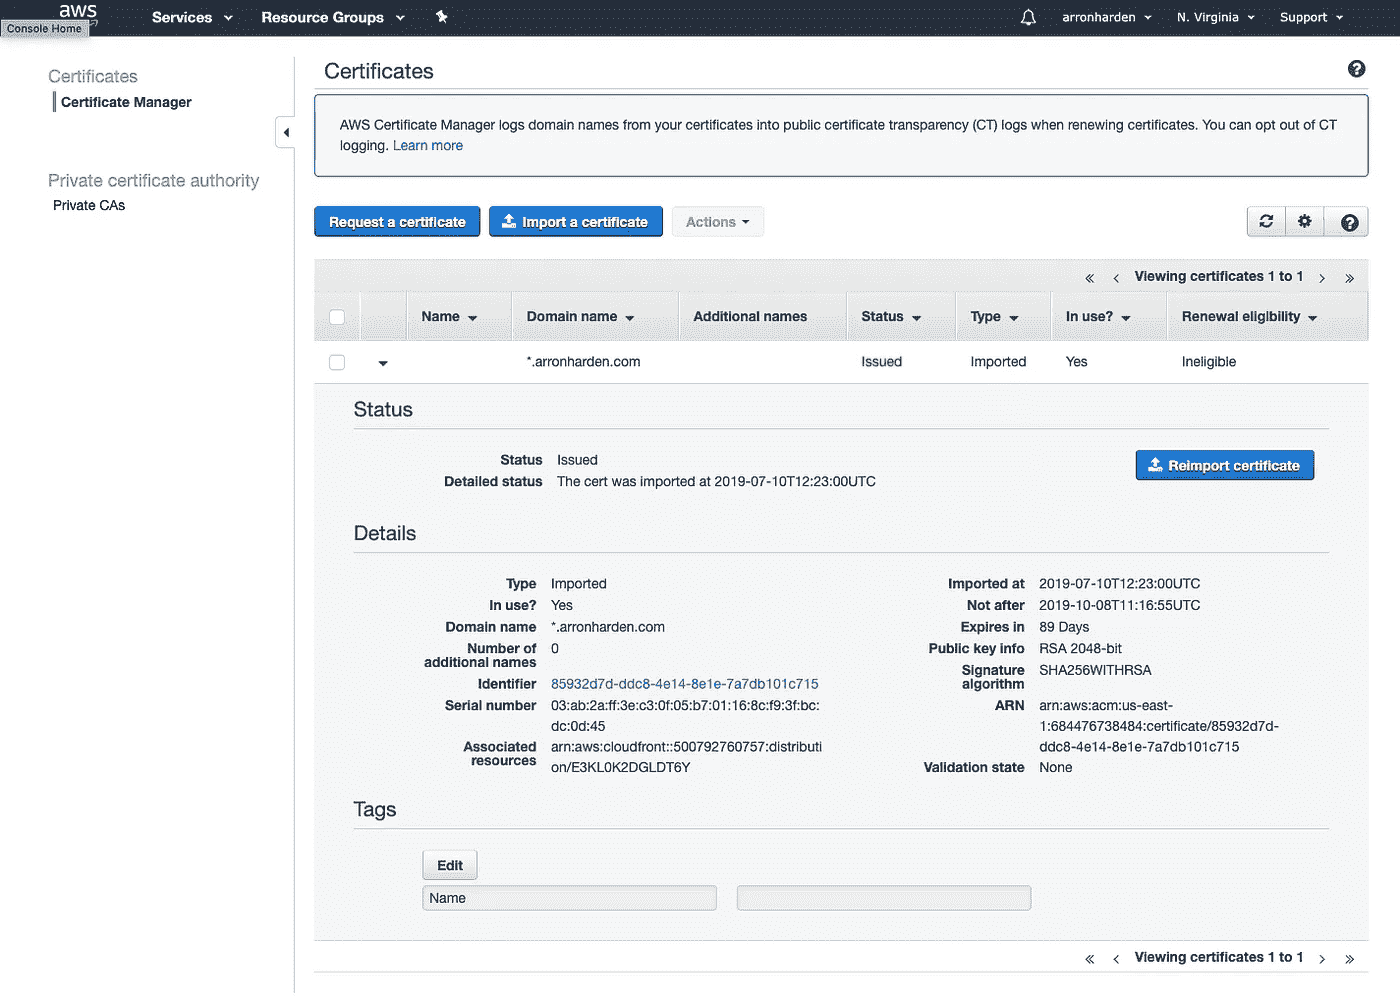 aws
Services
Resource Groups
arronharden
N. Virginia
Support
Console Home
Certificates
Certificate Manager
Private certificate authority
Private CAs
Certificates
AWS Certificate Manager logs domain names from your certificates into public certificate transparency (CT) logs when renewing certificates. You can opt out of CT
logging. Learn more
Request a certificate
Import a certificate
Actions
« ‹ Viewing certificates 1 to 1 › »
Name
Domain name
Additional names
Status
Type
In use?
Renewal eligibility
*.arronharden.com
Issued
Imported
Yes
Ineligible
Status
Status Issued
Detailed status The cert was imported at 2019-07-10T12:23:00UTC
Reimport certificate
Details
Type Imported
In use? Yes
Domain name *.arronharden.com
Number of 0
additional names
Identifier 85932d7d-ddc8-4e14-8e1e-7a7db101c715
Serial number 03:ab:2a:ff:3e:c3:0f:05:b7:01:16:8c:f9:3f:bc:
dc:0d:45
Associated arn:aws:cloudfront::500792760757:distributi
resources on/E3KL0K2DGLDT6Y
Imported at 2019-07-10T12:23:00UTC
Not after 2019-10-08T11:16:55UTC
Expires in 89 Days
Public key info RSA 2048-bit
Signature SHA256WITHRSA
algorithm
ARN arn:aws:acm:us-east-
1:684476738484:certificate/85932d7d-
ddc8-4e14-8e1e-7a7db101c715
Validation state None
Tags
Edit
Name
« ‹ Viewing certificates 1 to 1 › »